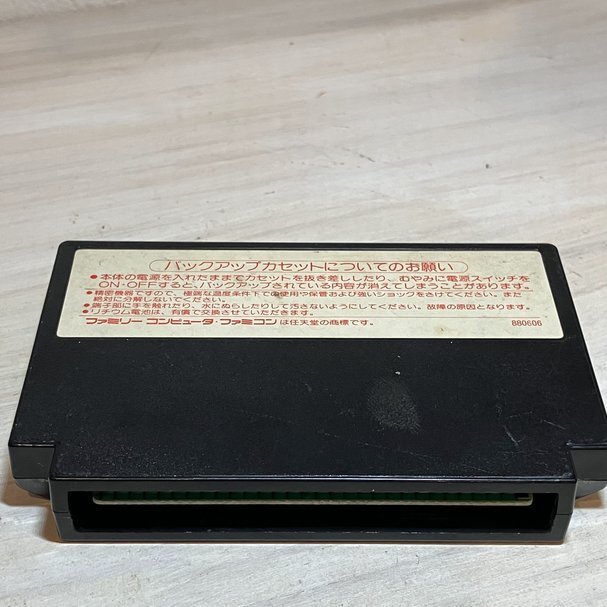 バックアップカセットについてのお願い
●本体の電源を入れたままでカセットを抜き差ししたり、むやみに電源スイッチを
ON・OFFすると、バックアップされている内容が消えてしまうことがあります。
●精密機器ですので、極端な温度条件下での使用や保管および強いショックをさけてください。また
絶対に分解しないでください。
●端子部に手を触れたり、水にぬらしたりして汚さないようにしてください。故障の原因となります。
●リチウム電池は、有償で交換させていただきます。
ファミリー コンピュータ・ファミコン は任天堂の商標です。
880606